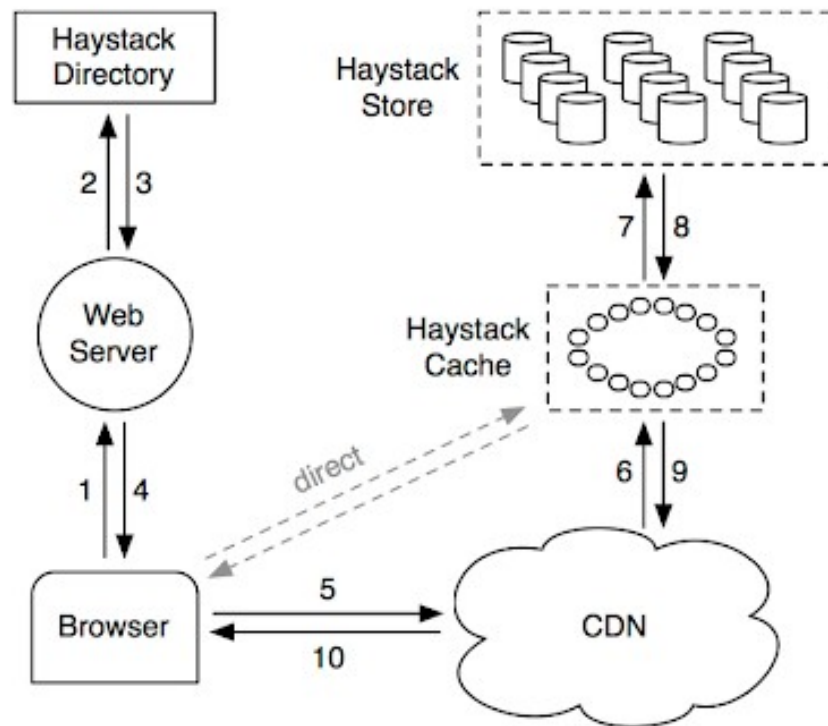 Haystack
Directory
Haystack
Store
2
3
7
8
Web
Server
Haystack
Cache
direct
1
4
6
9
5
Browser
CDN
10